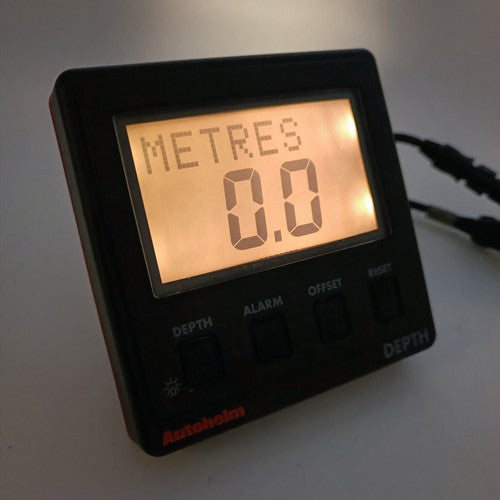 METRES
0.0
DEPTH ALARM OFFSET RESET
DEPTH
Autohelm